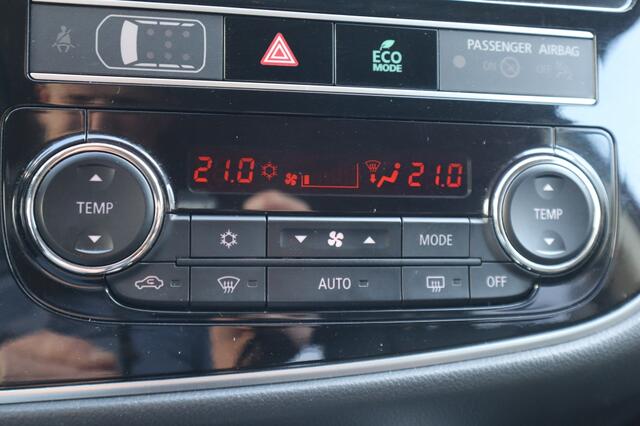 ECO
MODE
PASSENGER AIRBAG
ON OFF
21.0 21.0
TEMP TEMP
MODE
AUTO OFF